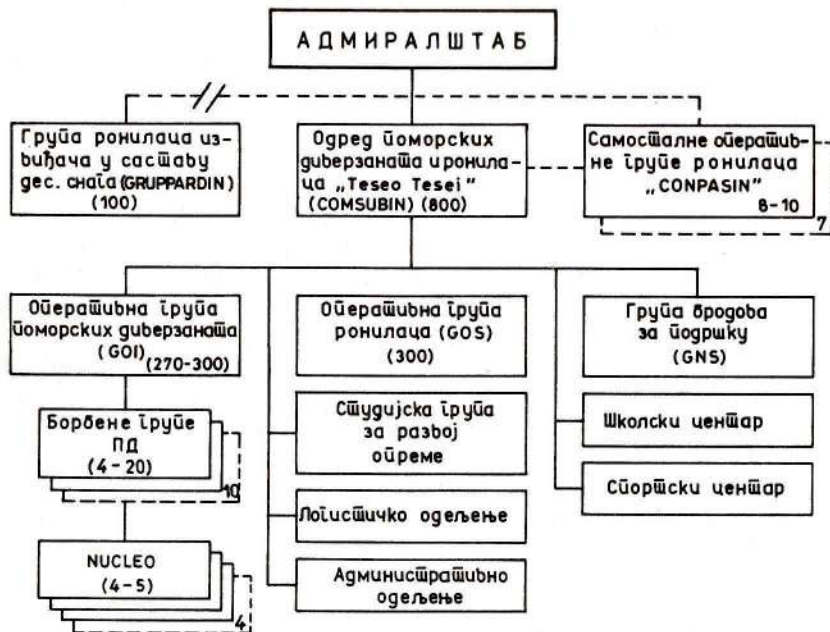 АДМИРАЛШТАБ
Група ронилаца из-
виђача у саставу
дес. снага (GRUPPARDIN)
(100)
Одред поморских
диверзаната и ронила-
ца „Teseo Tesei"
(COMSUBIN) (800)
Самосталне оператив-
не групе ронилаца
„CONPASIN"
8-10
7
Оперативна група
поморских диверзаната
(GOI)
(270-300)
Оперативна група
ронилаца (GOS)
(300)
Група бродова
за подршку
(GNS)
Борбене групе
ПД
(4-20)
10
Студијска група
за развој
опреме
Школски центар
Спортски центар
Логистичко одељење
NUCLEO
(4-5)
4
Административно
одељење